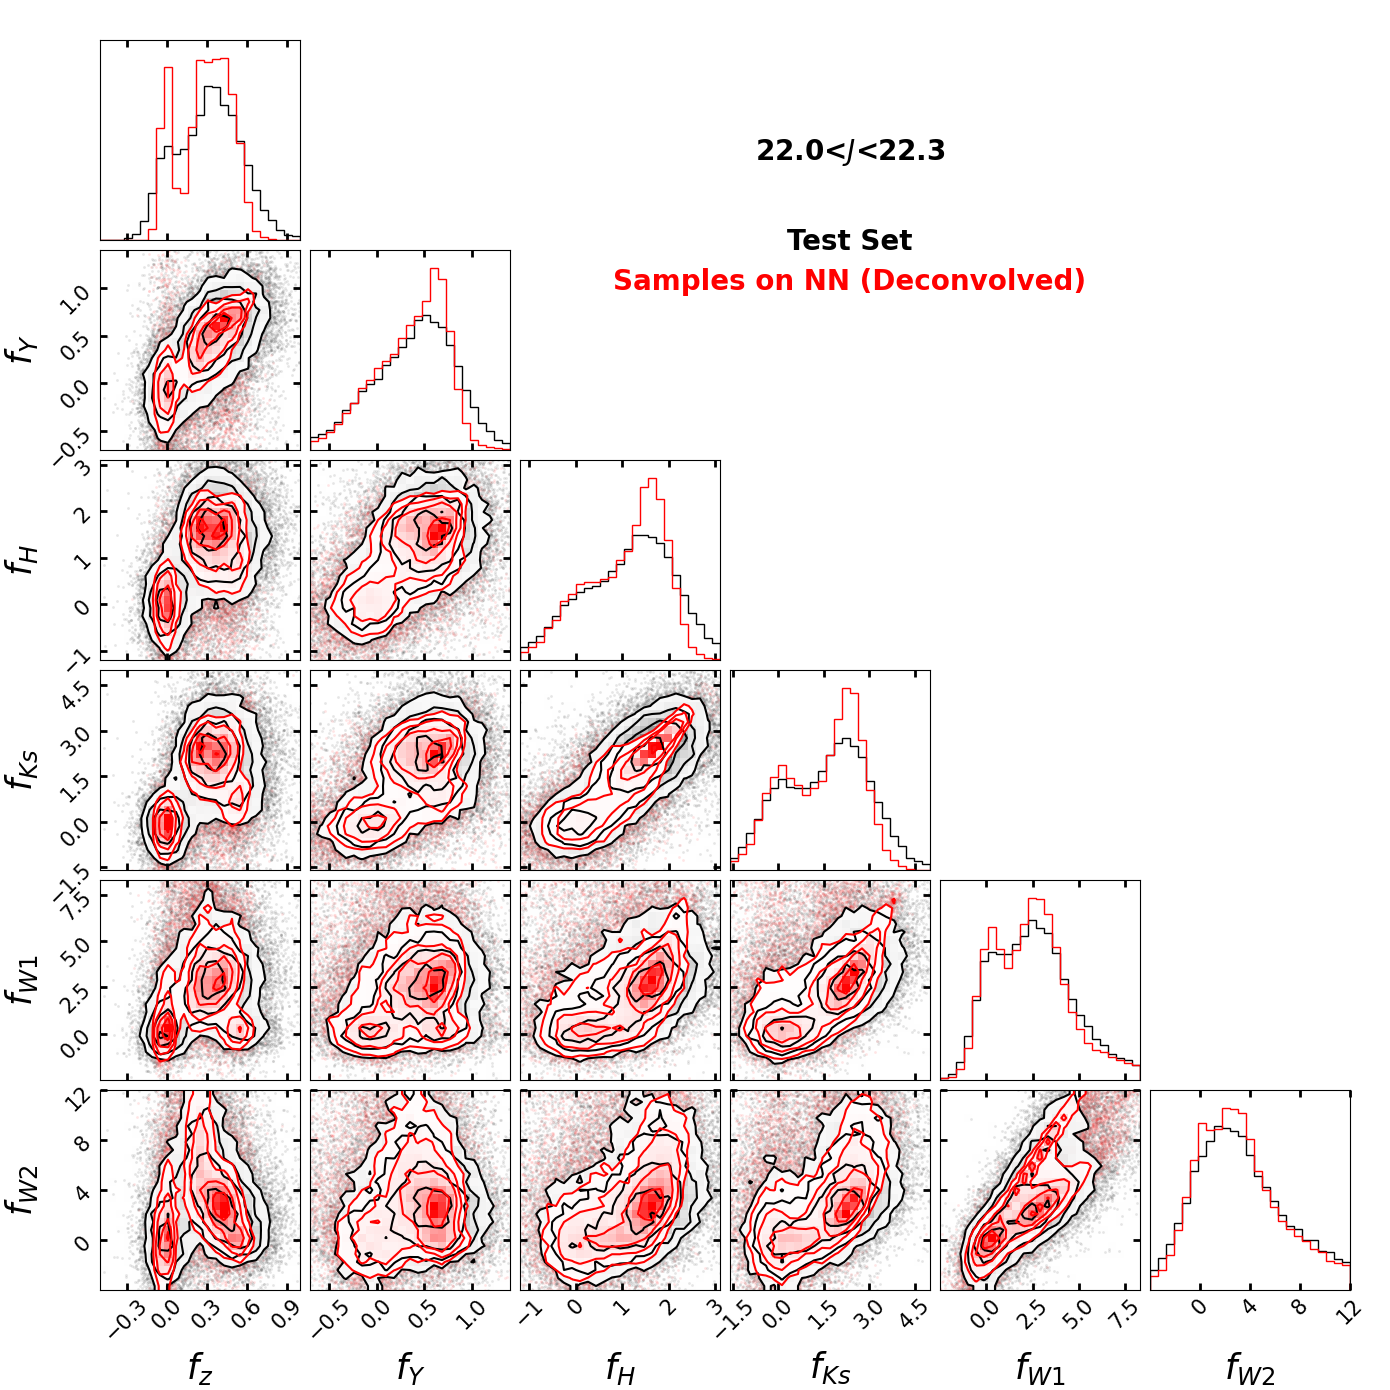 22.0<J<22.3
Test Set
Samples on NN (Deconvolved)
f_Y
1.0
0.5
0.0
−0.5
f_H
3
2
1
0
−1
f_Ks
4.5
3.0
1.5
0.0
−1.5
f_W1
7.5
5.0
2.5
0.0
f_W2
12
8
4
0
−0.3 0.0 0.3 0.6 0.9
−0.5 0.0 0.5 1.0
−1 0 1 2 3
−1.5 0.0 1.5 3.0 4.5
0.0 2.5 5.0 7.5
0 4 8 12
f_z f_Y f_H f_Ks f_W1 f_W2